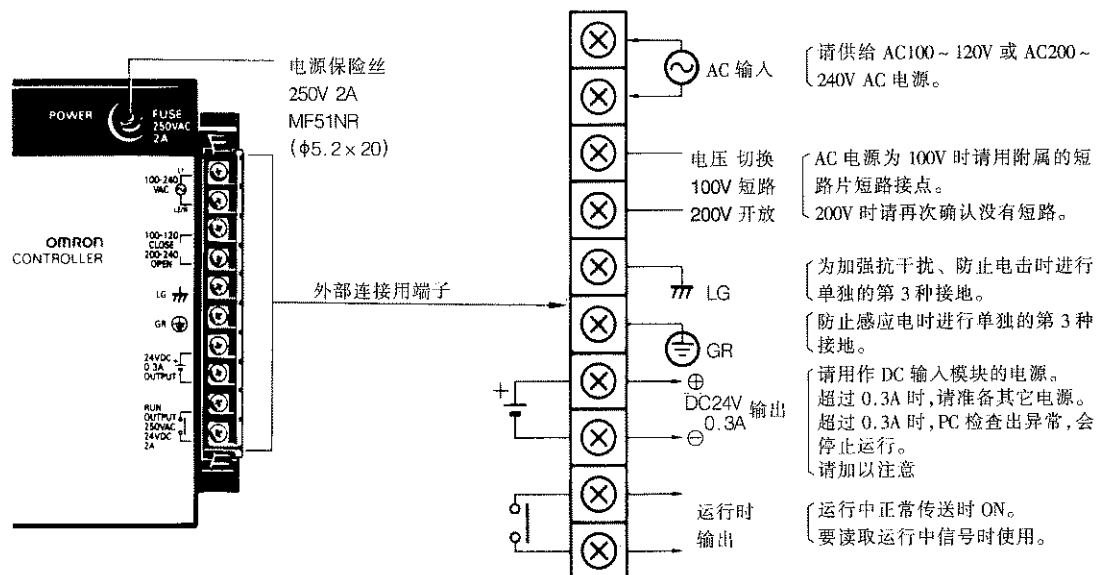 电源保险丝
250V 2A
MF51NR
(φ5.2×20)
POWER
FUSE
250VAC
2A
L1
100-240
VAC
L2/N
100-120
CLOSE
200-240
OPEN
OMRON
CONTROLLER
LG
GR
24VDC
0.3A
OUTPUT
+
RUN
OUTPUT
250VAC
24VDC
2A
外部连接用端子
AC 输入
请供给 AC100~120V 或 AC200~
240V AC 电源。
电压 切换
100V 短路
200V 开放
AC 电源为 100V 时请用附属的短
路片短路接点。
200V 时请再次确认没有短路。
LG
为加强抗干扰、防止电击时进行
单独的第 3 种接地。
GR
防止感应电时进行单独的第 3 种
接地。
+
⊕
DC24V
0.3A
输出
⊖
请用作 DC 输入模块的电源。
超过 0.3A 时,请准备其它电源。
超过 0.3A 时,PC 检查出异常,会
停止运行。
请加以注意
运行时
输出
运行中正常传送时 ON。
要读取运行中信号时使用。